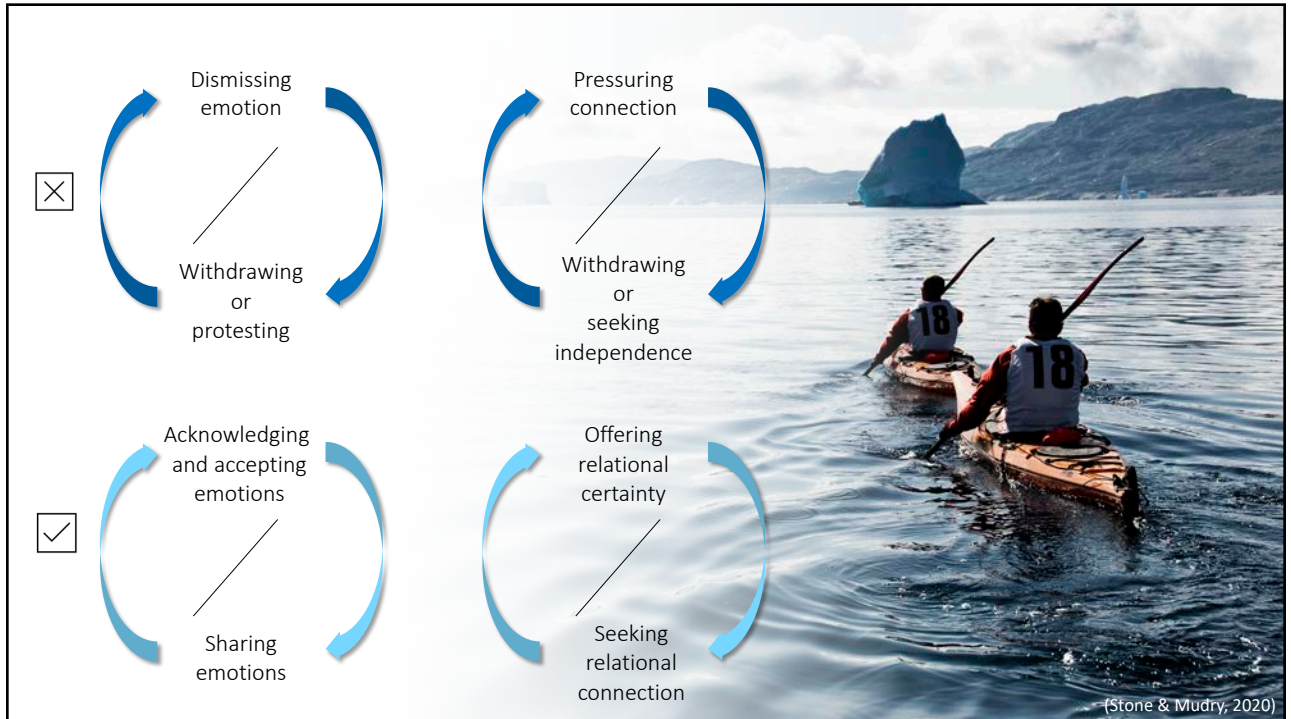 Dismissing
emotion
Withdrawing
or
protesting
Pressuring
connection
Withdrawing
or
seeking
independence
Acknowledging
and accepting
emotions
Sharing
emotions
Offering
relational
certainty
Seeking
relational
connection
18
18
(Stone & Mudry, 2020)